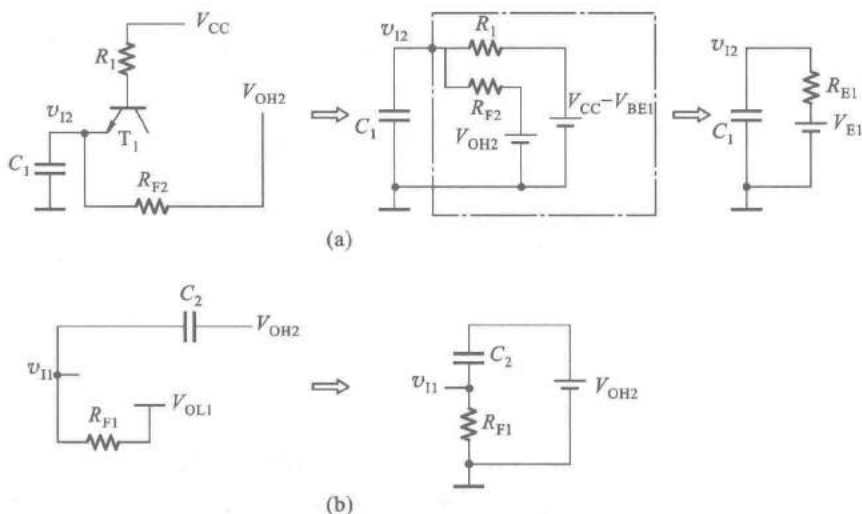 V_CC
R_1
V_OH2
v_I2
T_1
C_1
R_F2
v_I2
R_1
R_F2
V_CC−V_BE1
C_1
V_OH2
v_I2
R_E1
C_1
V_E1
(a)
C_2
V_OH2
v_I1
V_OL1
R_F1
C_2
v_I1
V_OH2
R_F1
(b)